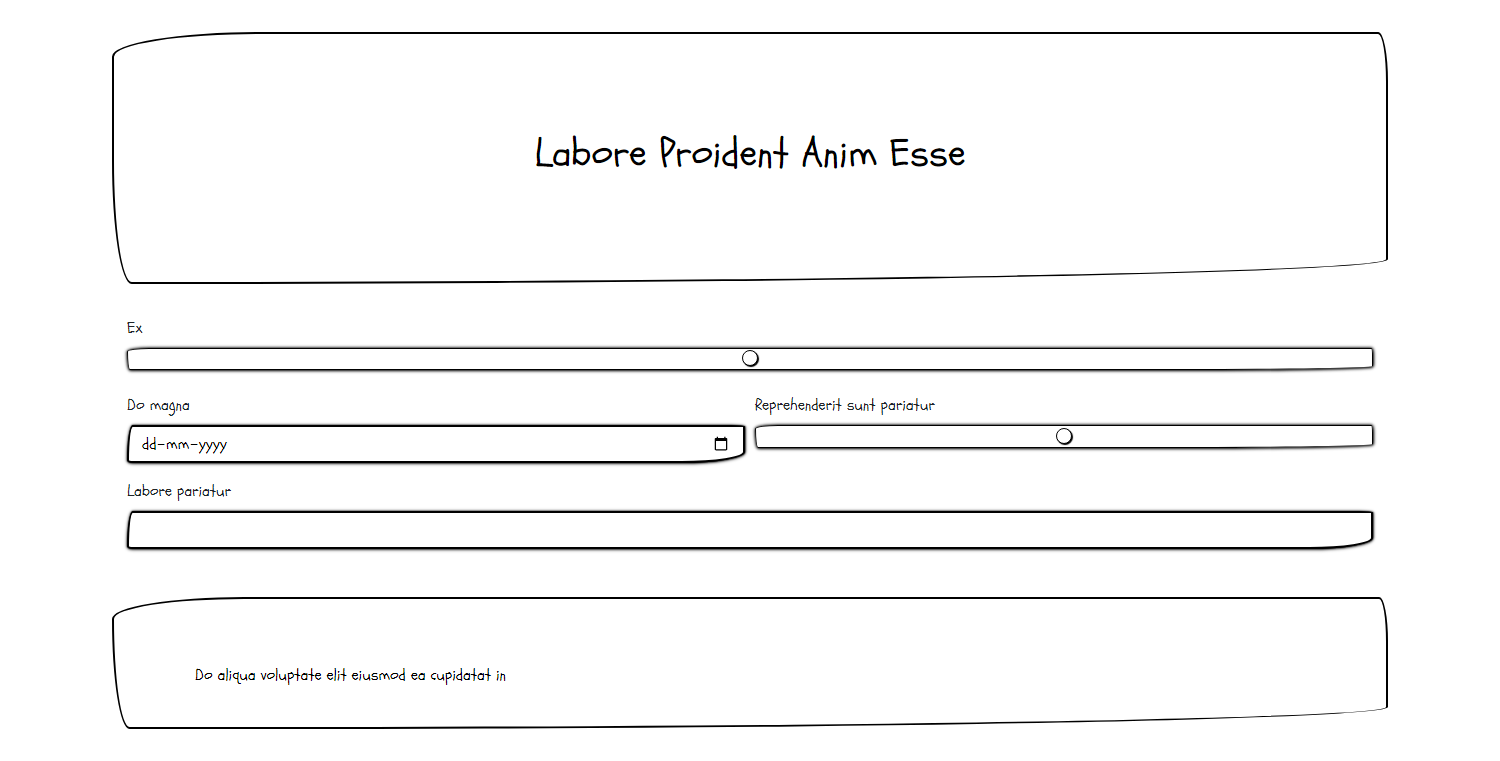 Labore Proident Anim Esse
Ex
Do magna
Reprehenderit sunt pariatur
dd-mm-yyyy
Labore pariatur
Do aliqua voluptate elit eiusmod ea cupidatat in